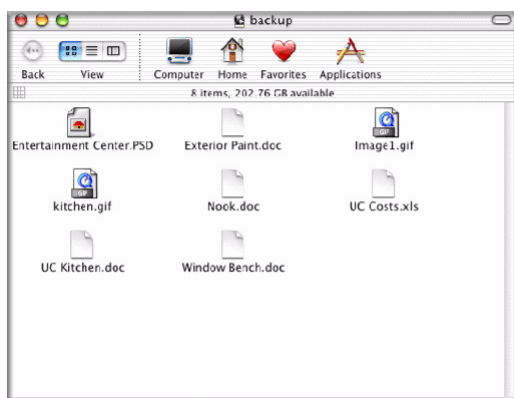 backup
Back View Computer Home Favorites Applications
8 items, 202.76 GB available
Entertainment Center.PSD Exterior Paint.doc Image1.gif
kitchen.gif Nook.doc UC Costs.xls
UC Kitchen.doc Window Bench.doc